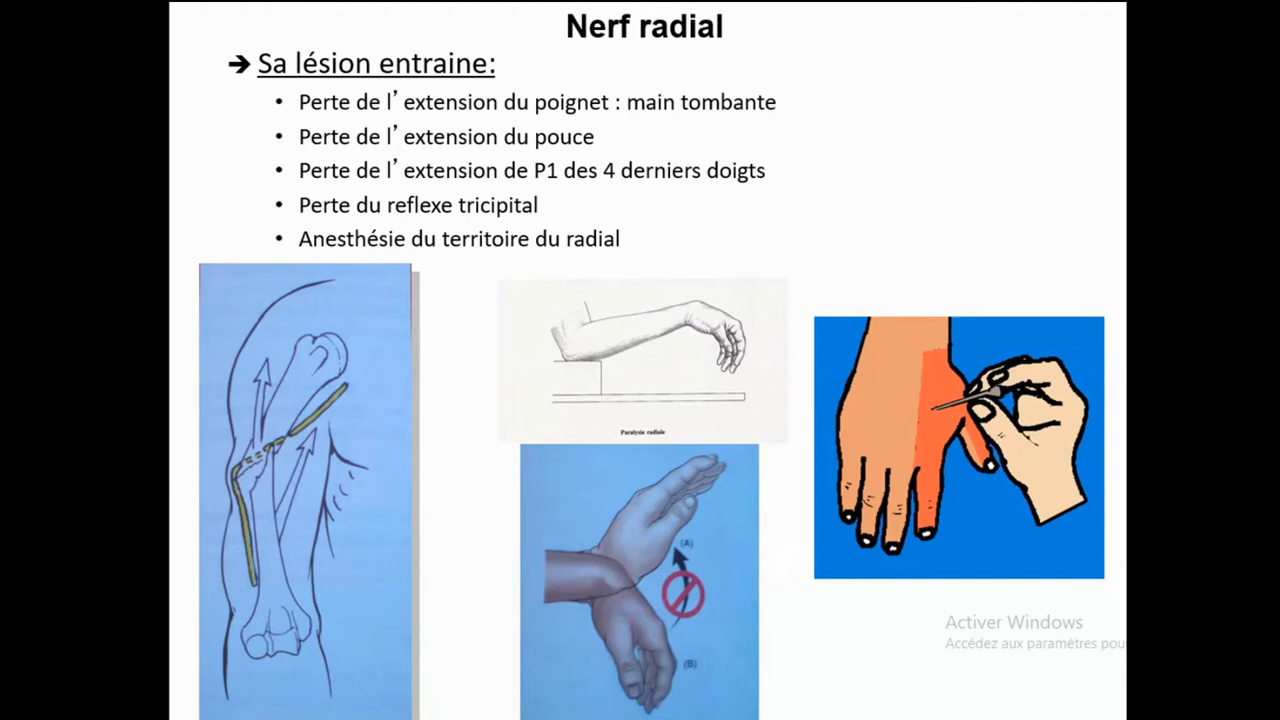 Nerf radial
➔ Sa lésion entraine:
• Perte de l’extension du poignet : main tombante
• Perte de l’extension du pouce
• Perte de l’extension de P1 des 4 derniers doigts
• Perte du reflexe tricipital
• Anesthésie du territoire du radial
Paralysie radiale
(A)
(B)
Activer Windows
Accédez aux paramètres pou